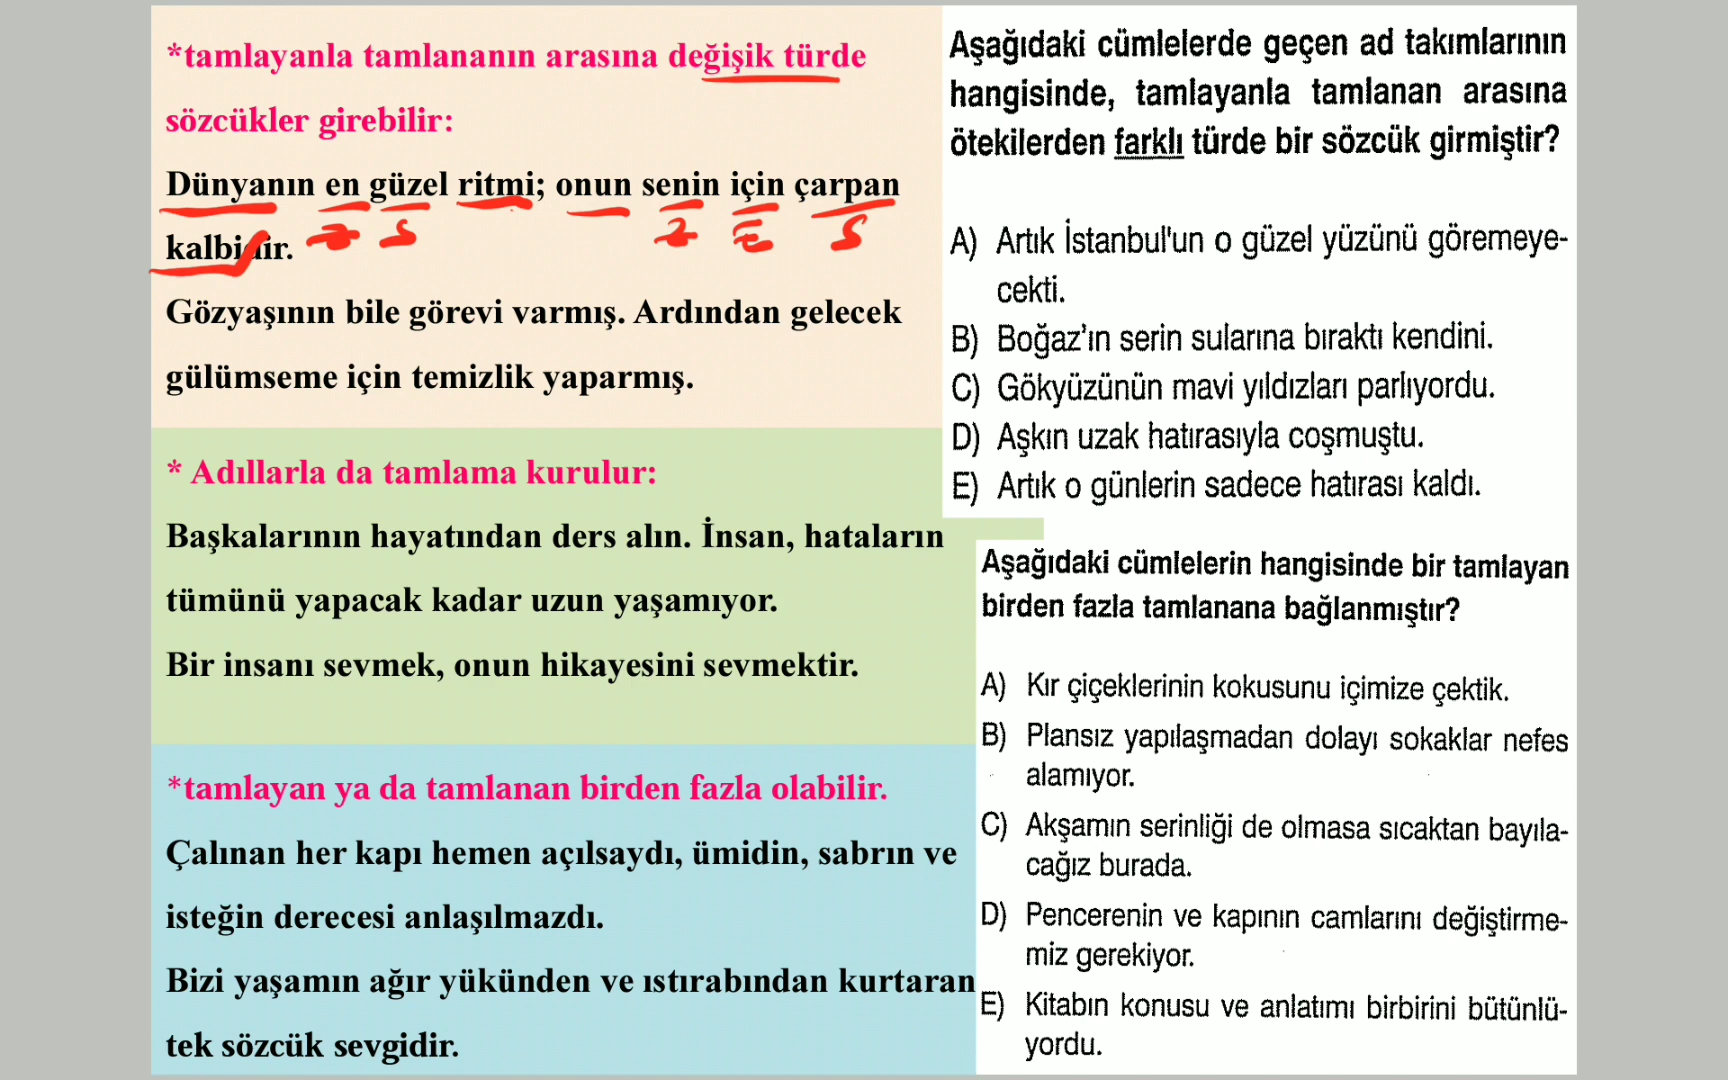 *tamlayanla tamlananın arasına değişik türde
sözcükler girebilir:
Dünyanın en güzel ritmi; onun senin için çarpan
Z S Z E S
kalbidir.
Gözyaşının bile görevi varmış. Ardından gelecek
gülümseme için temizlik yaparmış.
* Adıllarla da tamlama kurulur:
Başkalarının hayatından ders alın. İnsan, hataların
tümünü yapacak kadar uzun yaşamıyor.
Bir insanı sevmek, onun hikayesini sevmektir.
*tamlayan ya da tamlanan birden fazla olabilir.
Çalınan her kapı hemen açılsaydı, ümidin, sabrın ve
isteğin derecesi anlaşılmazdı.
Bizi yaşamın ağır yükünden ve ıstırabından kurtaran
tek sözcük sevgidir.
Aşağıdaki cümlelerde geçen ad takımlarının
hangisinde, tamlayanla tamlanan arasına
ötekilerden farklı türde bir sözcük girmiştir?
A) Artık İstanbul'un o güzel yüzünü göremeye-
cekti.
B) Boğaz'ın serin sularına bıraktı kendini.
C) Gökyüzünün mavi yıldızları parlıyordu.
D) Aşkın uzak hatırasıyla coşmuştu.
E) Artık o günlerin sadece hatırası kaldı.
Aşağıdaki cümlelerin hangisinde bir tamlayan
birden fazla tamlanana bağlanmıştır?
A) Kır çiçeklerinin kokusunu içimize çektik.
B) Plansız yapılaşmadan dolayı sokaklar nefes
alamıyor.
C) Akşamın serinliği de olmasa sıcaktan bayıla-
cağız burada.
D) Pencerenin ve kapının camlarını değiştirme-
miz gerekiyor.
E) Kitabın konusu ve anlatımı birbirini bütünlü-
yordu.